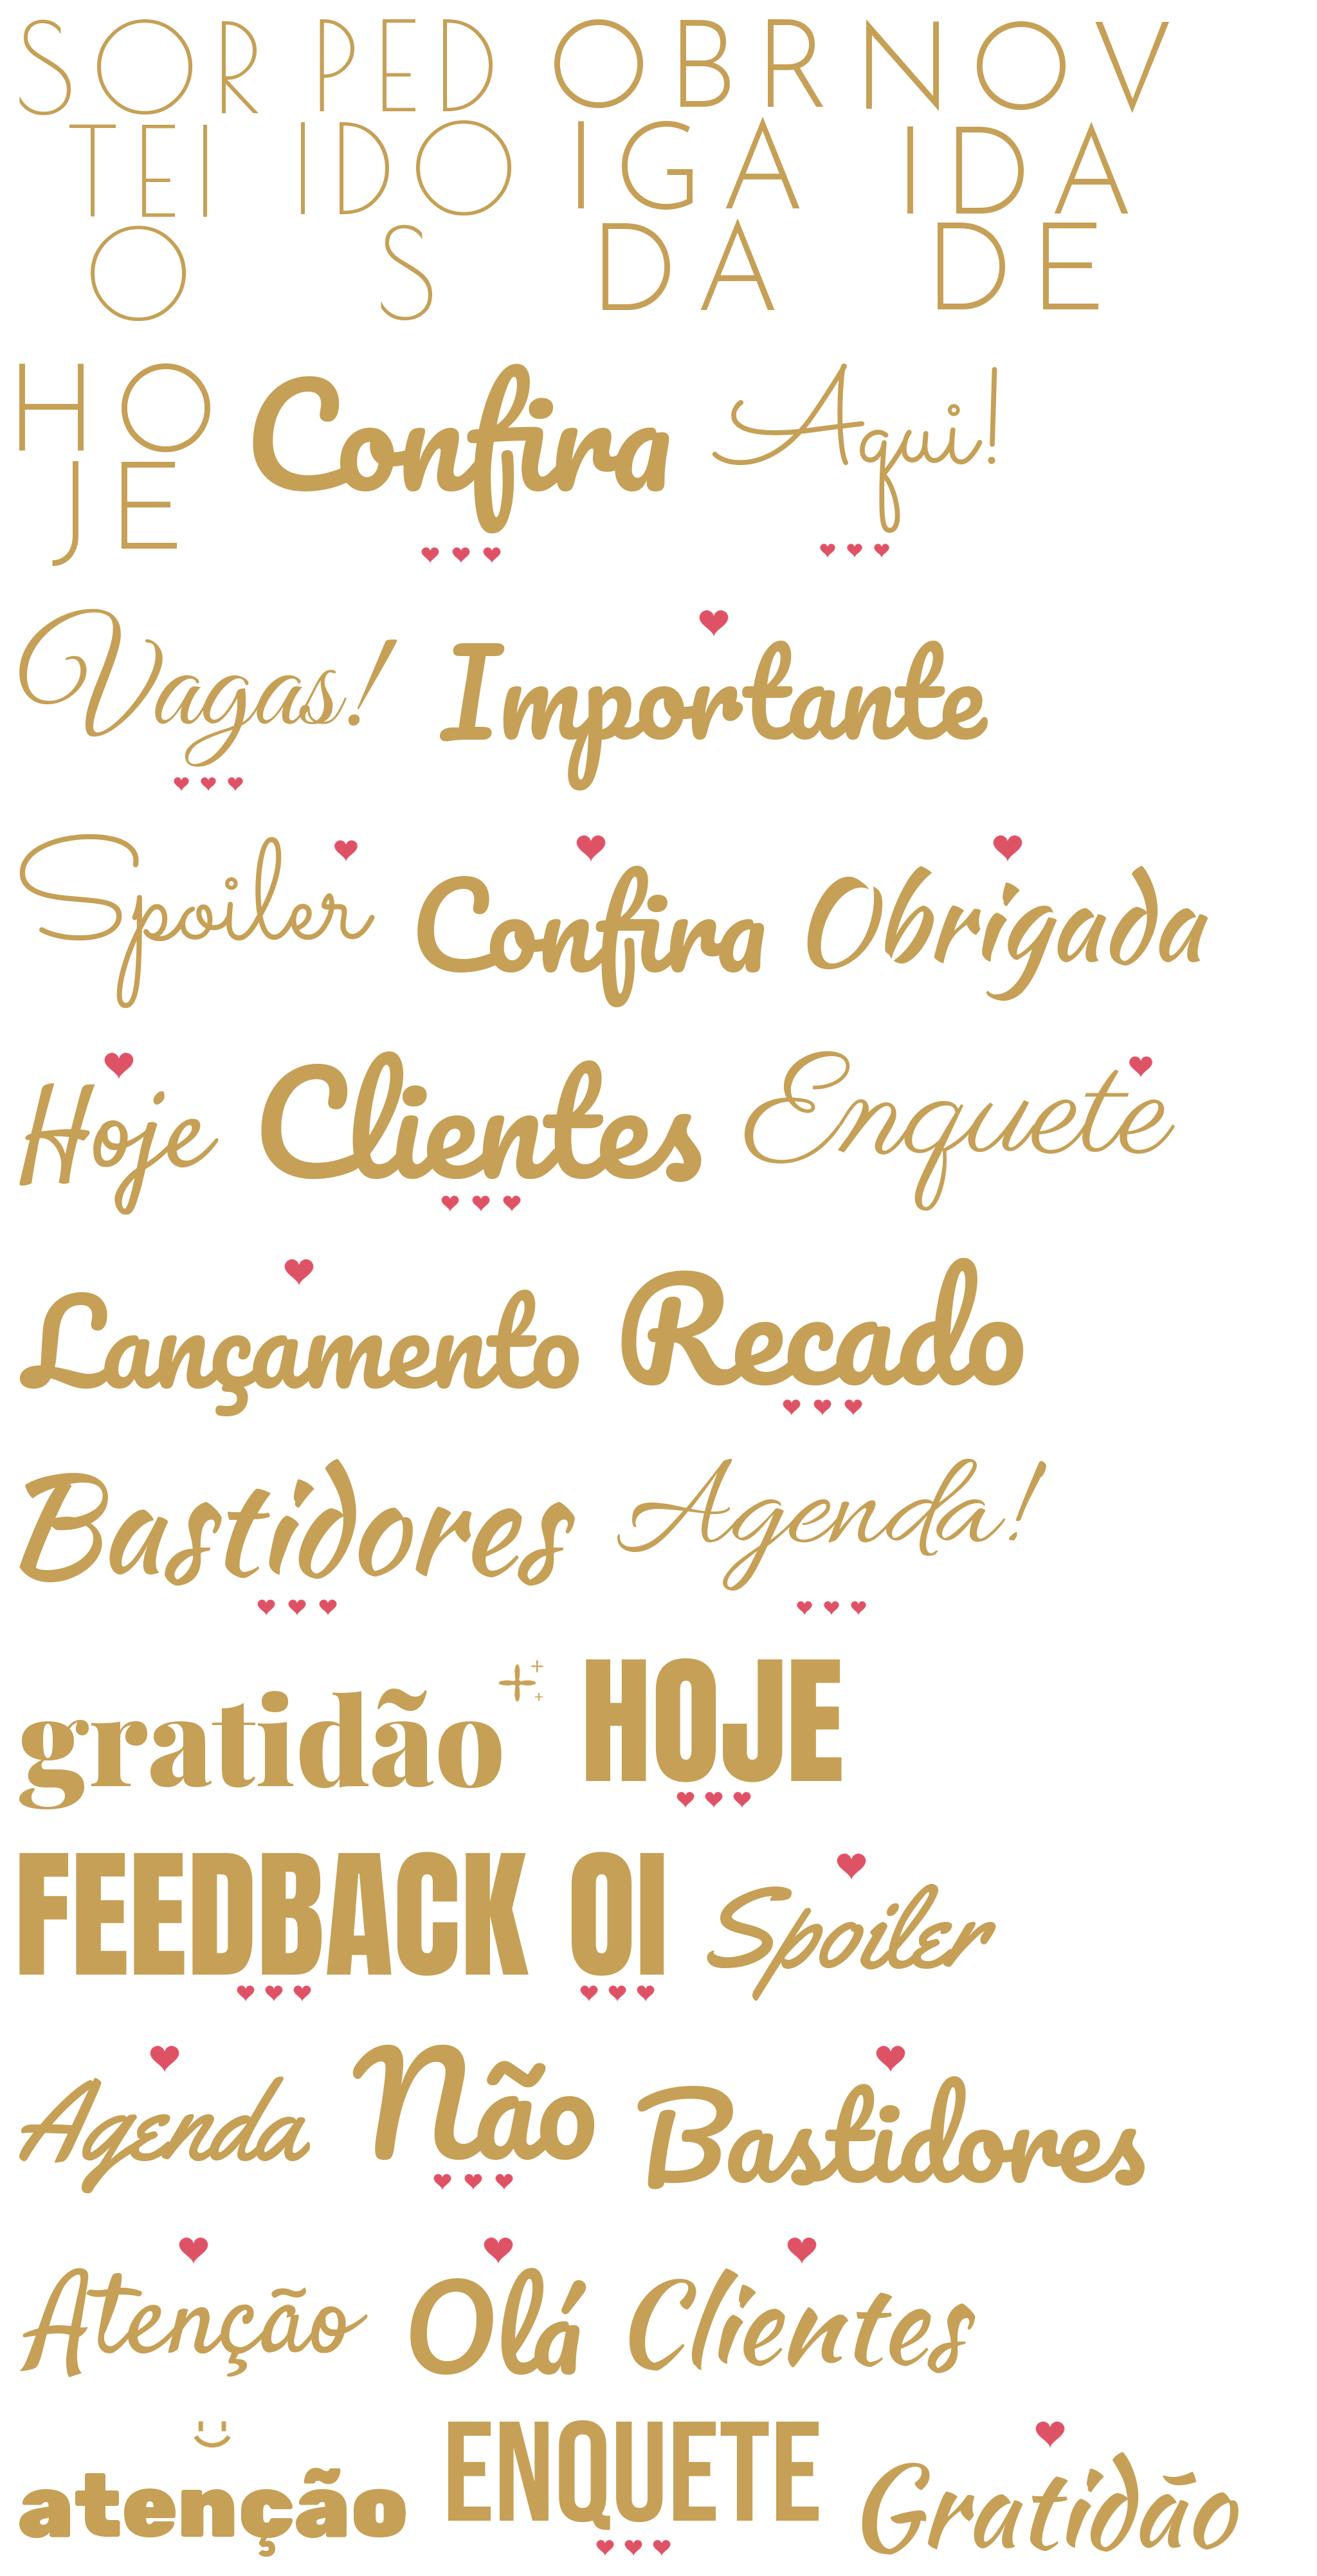 SOR
TEI
O
PED
IDO
S
OBR
IGA
DA
NOV
IDA
DE
HO
JE
Confira
Aqui!
Vagas!
Importante
Spoiler
Confira
Obrigada
Hoje
Clientes
Enquete
Lançamento
Recado
Bastidores
Agenda!
gratidão
HOJE
FEEDBACK
OI
Spoiler
Agenda
Não
Bastidores
Atenção
Olá
Clientes
atenção
ENQUETE
Gratidão